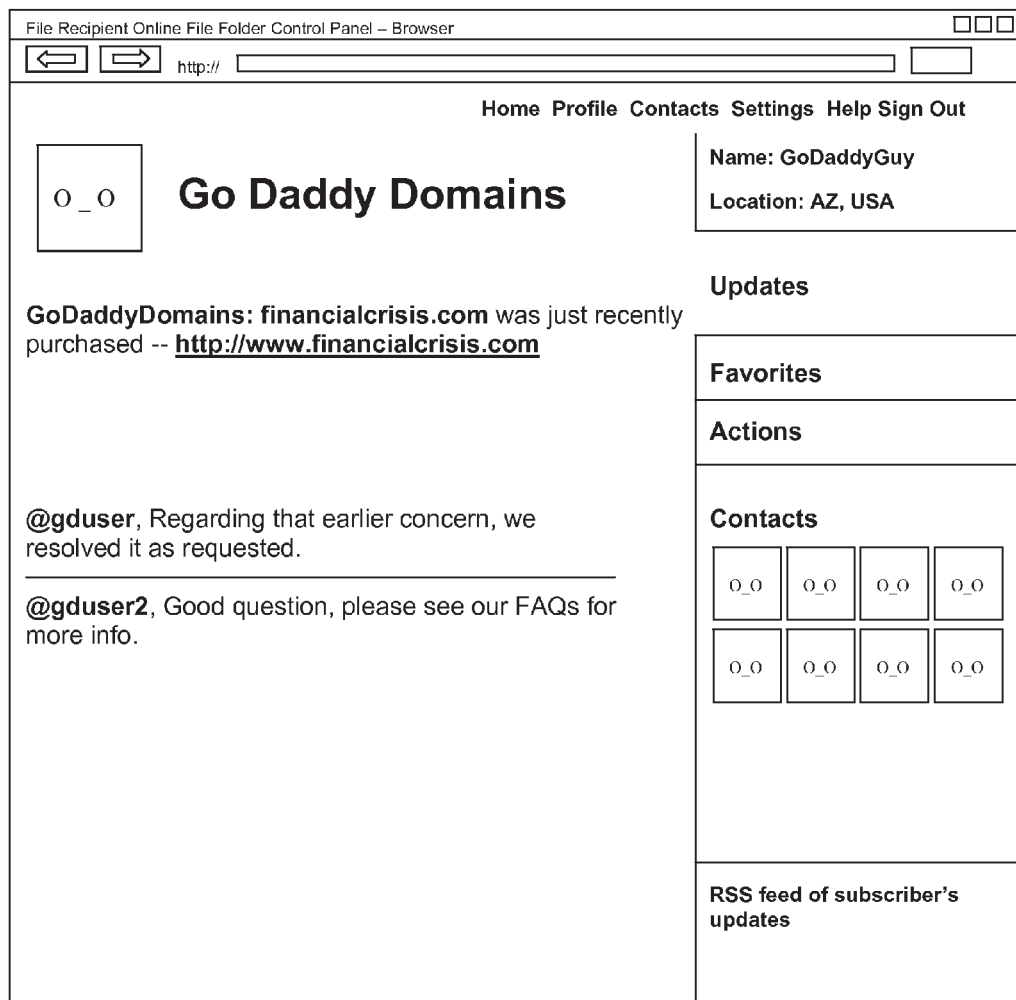 File Recipient Online File Folder Control Panel – Browser
http://
Home Profile Contacts Settings Help Sign Out
O_O
Go Daddy Domains
Name: GoDaddyGuy
Location: AZ, USA
GoDaddyDomains: financialcrisis.com was just recently
purchased -- http://www.financialcrisis.com
@gduser, Regarding that earlier concern, we
resolved it as requested.
@gduser2, Good question, please see our FAQs for
more info.
Updates
Favorites
Actions
Contacts
O_O O_O O_O O_O
O_O O_O O_O O_O
RSS feed of subscriber's
updates